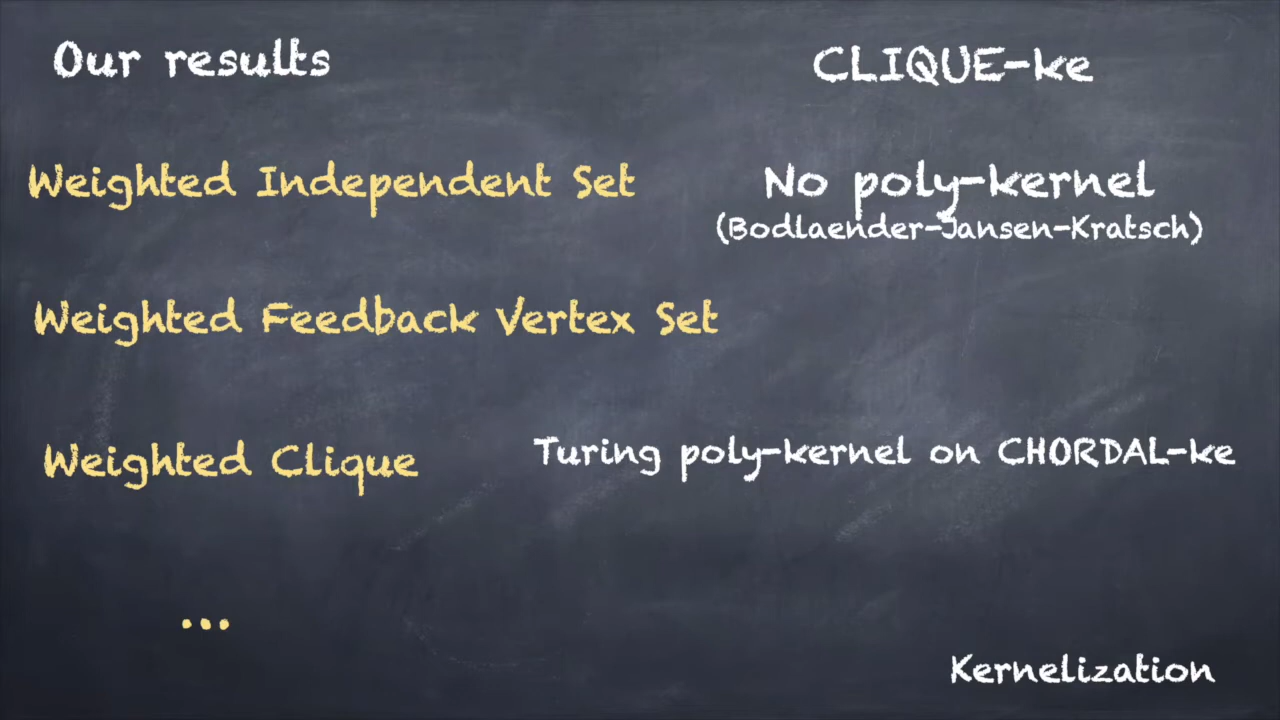 Our results
CLIQUE-ke
Weighted Independent Set
No poly-kernel
(Bodlaender-Jansen-Kratsch)
Weighted Feedback Vertex Set
Weighted Clique
Turing poly-kernel on CHORDAL-ke
...
Kernelization